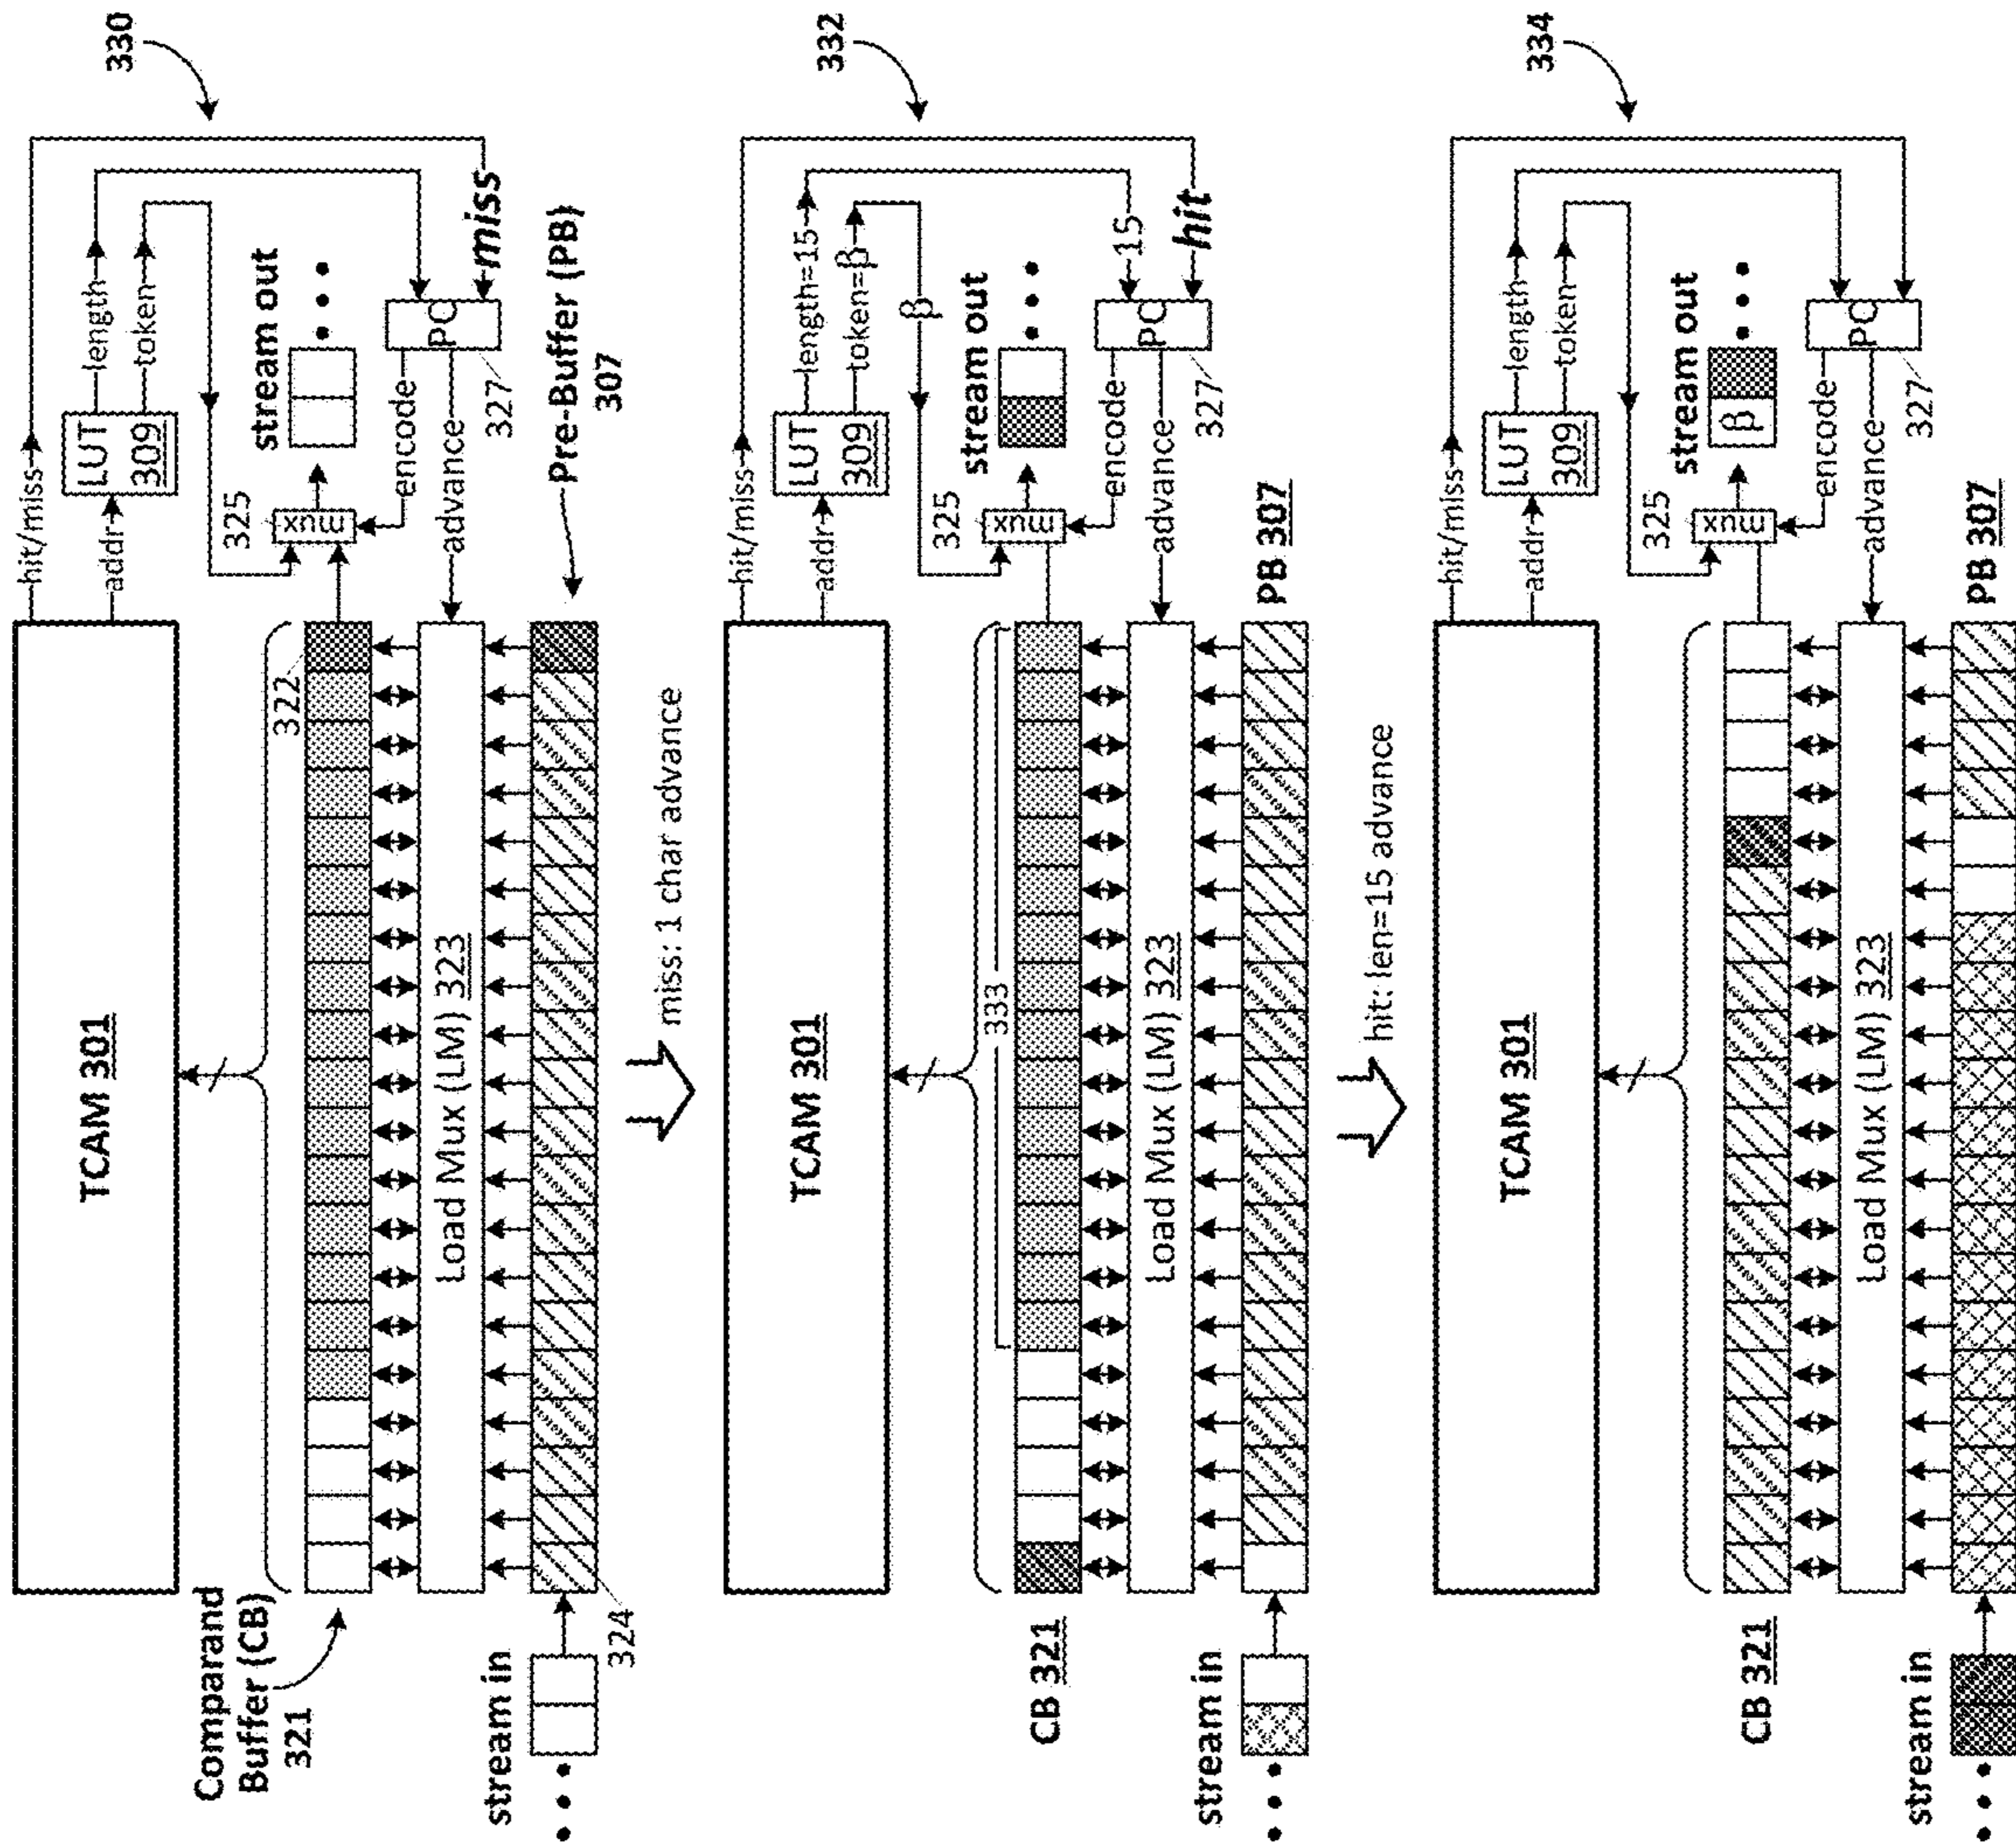 330
hit/miss
TCAM 301
addr
LUT 309
length
token
322
325
mux
stream out
Comparand Buffer (CB) 321
encode
PC
miss
advance
327
Load Mux (LM) 323
stream in
324
Pre-Buffer (PB) 307
miss: 1 char advance
332
hit/miss
TCAM 301
addr
LUT 309
length=15
token=β
β
333
325
mux
stream out
CB 321
encode
PC
15
hit
advance
327
Load Mux (LM) 323
stream in
PB 307
hit: len=15 advance
334
hit/miss
TCAM 301
addr
LUT 309
length
token
325
mux
stream out
β
CB 321
encode
PC
advance
327
Load Mux (LM) 323
stream in
PB 307